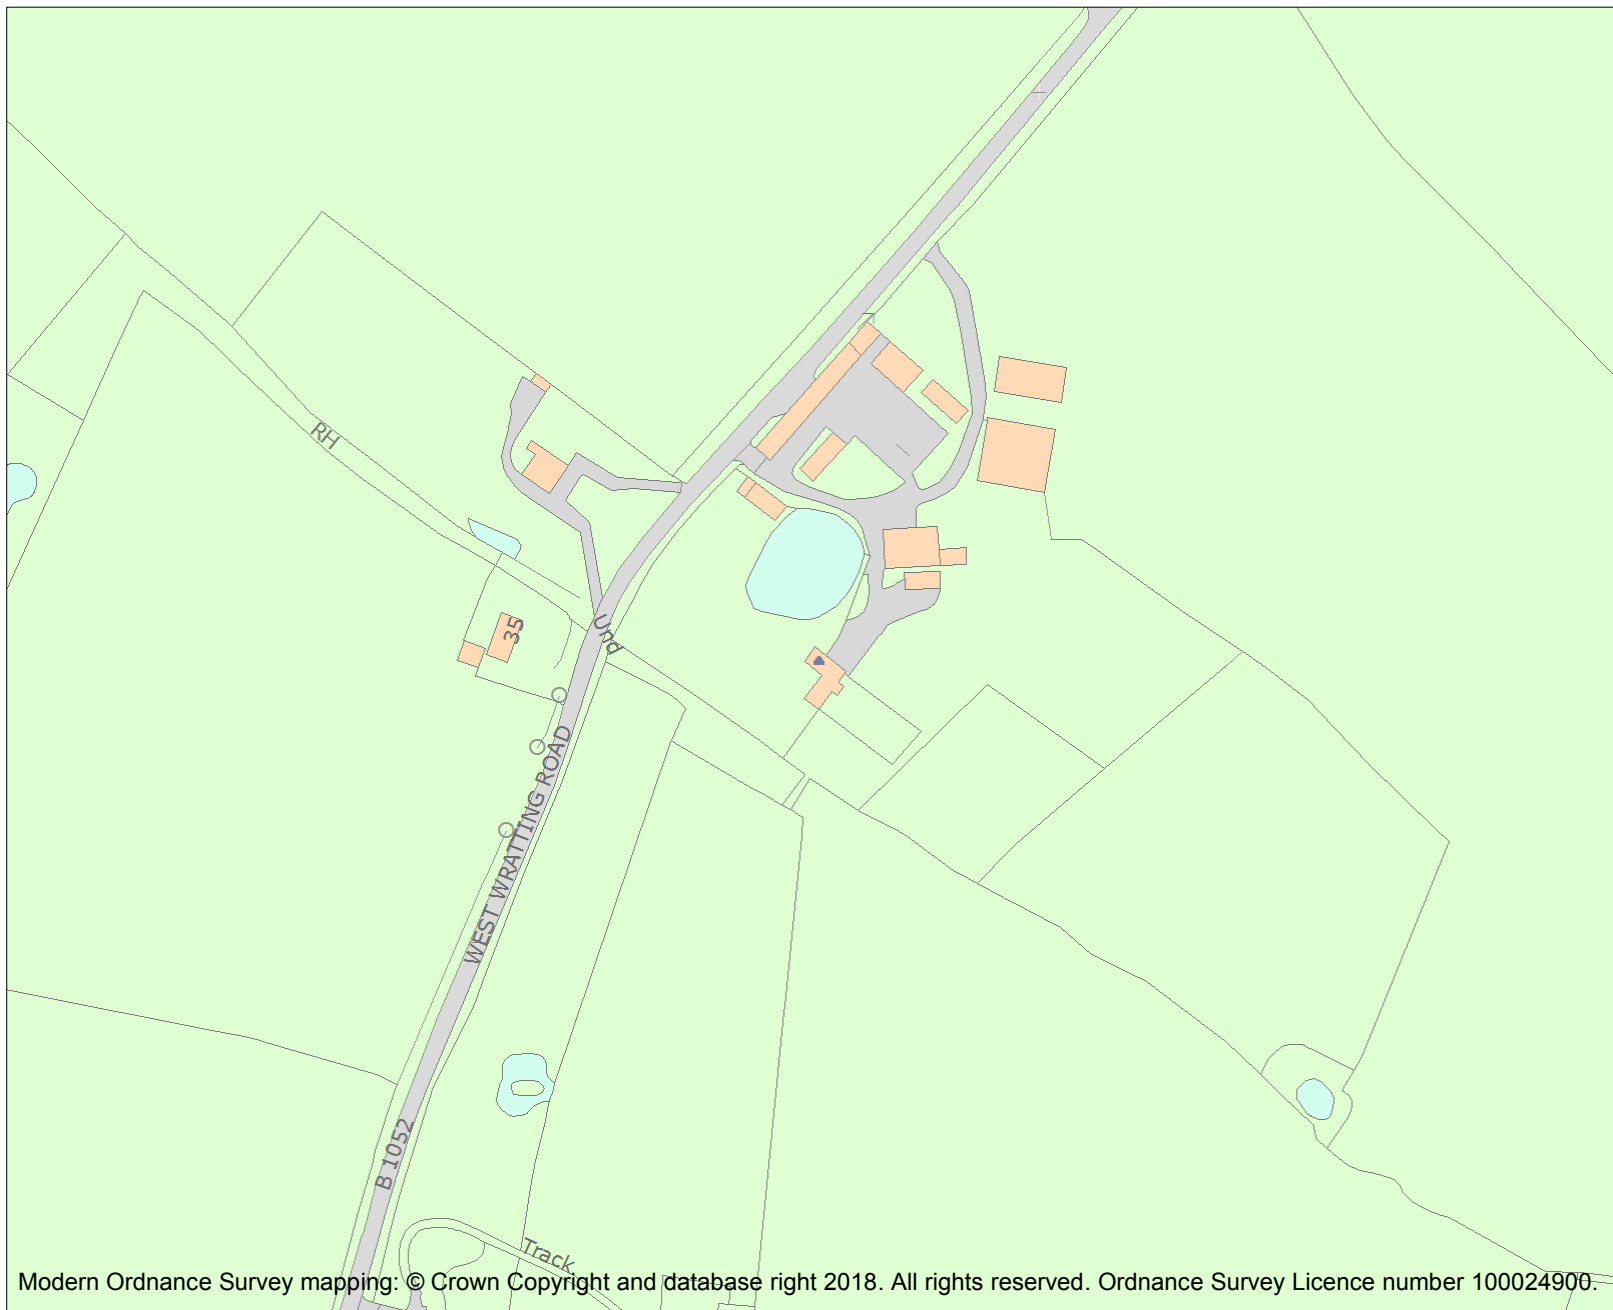 RH
Und
35
WEST WRATTING ROAD
B 1052
Track
Modern Ordnance Survey mapping: © Crown Copyright and database right 2018. All rights reserved. Ordnance Survey Licence number 100024900.